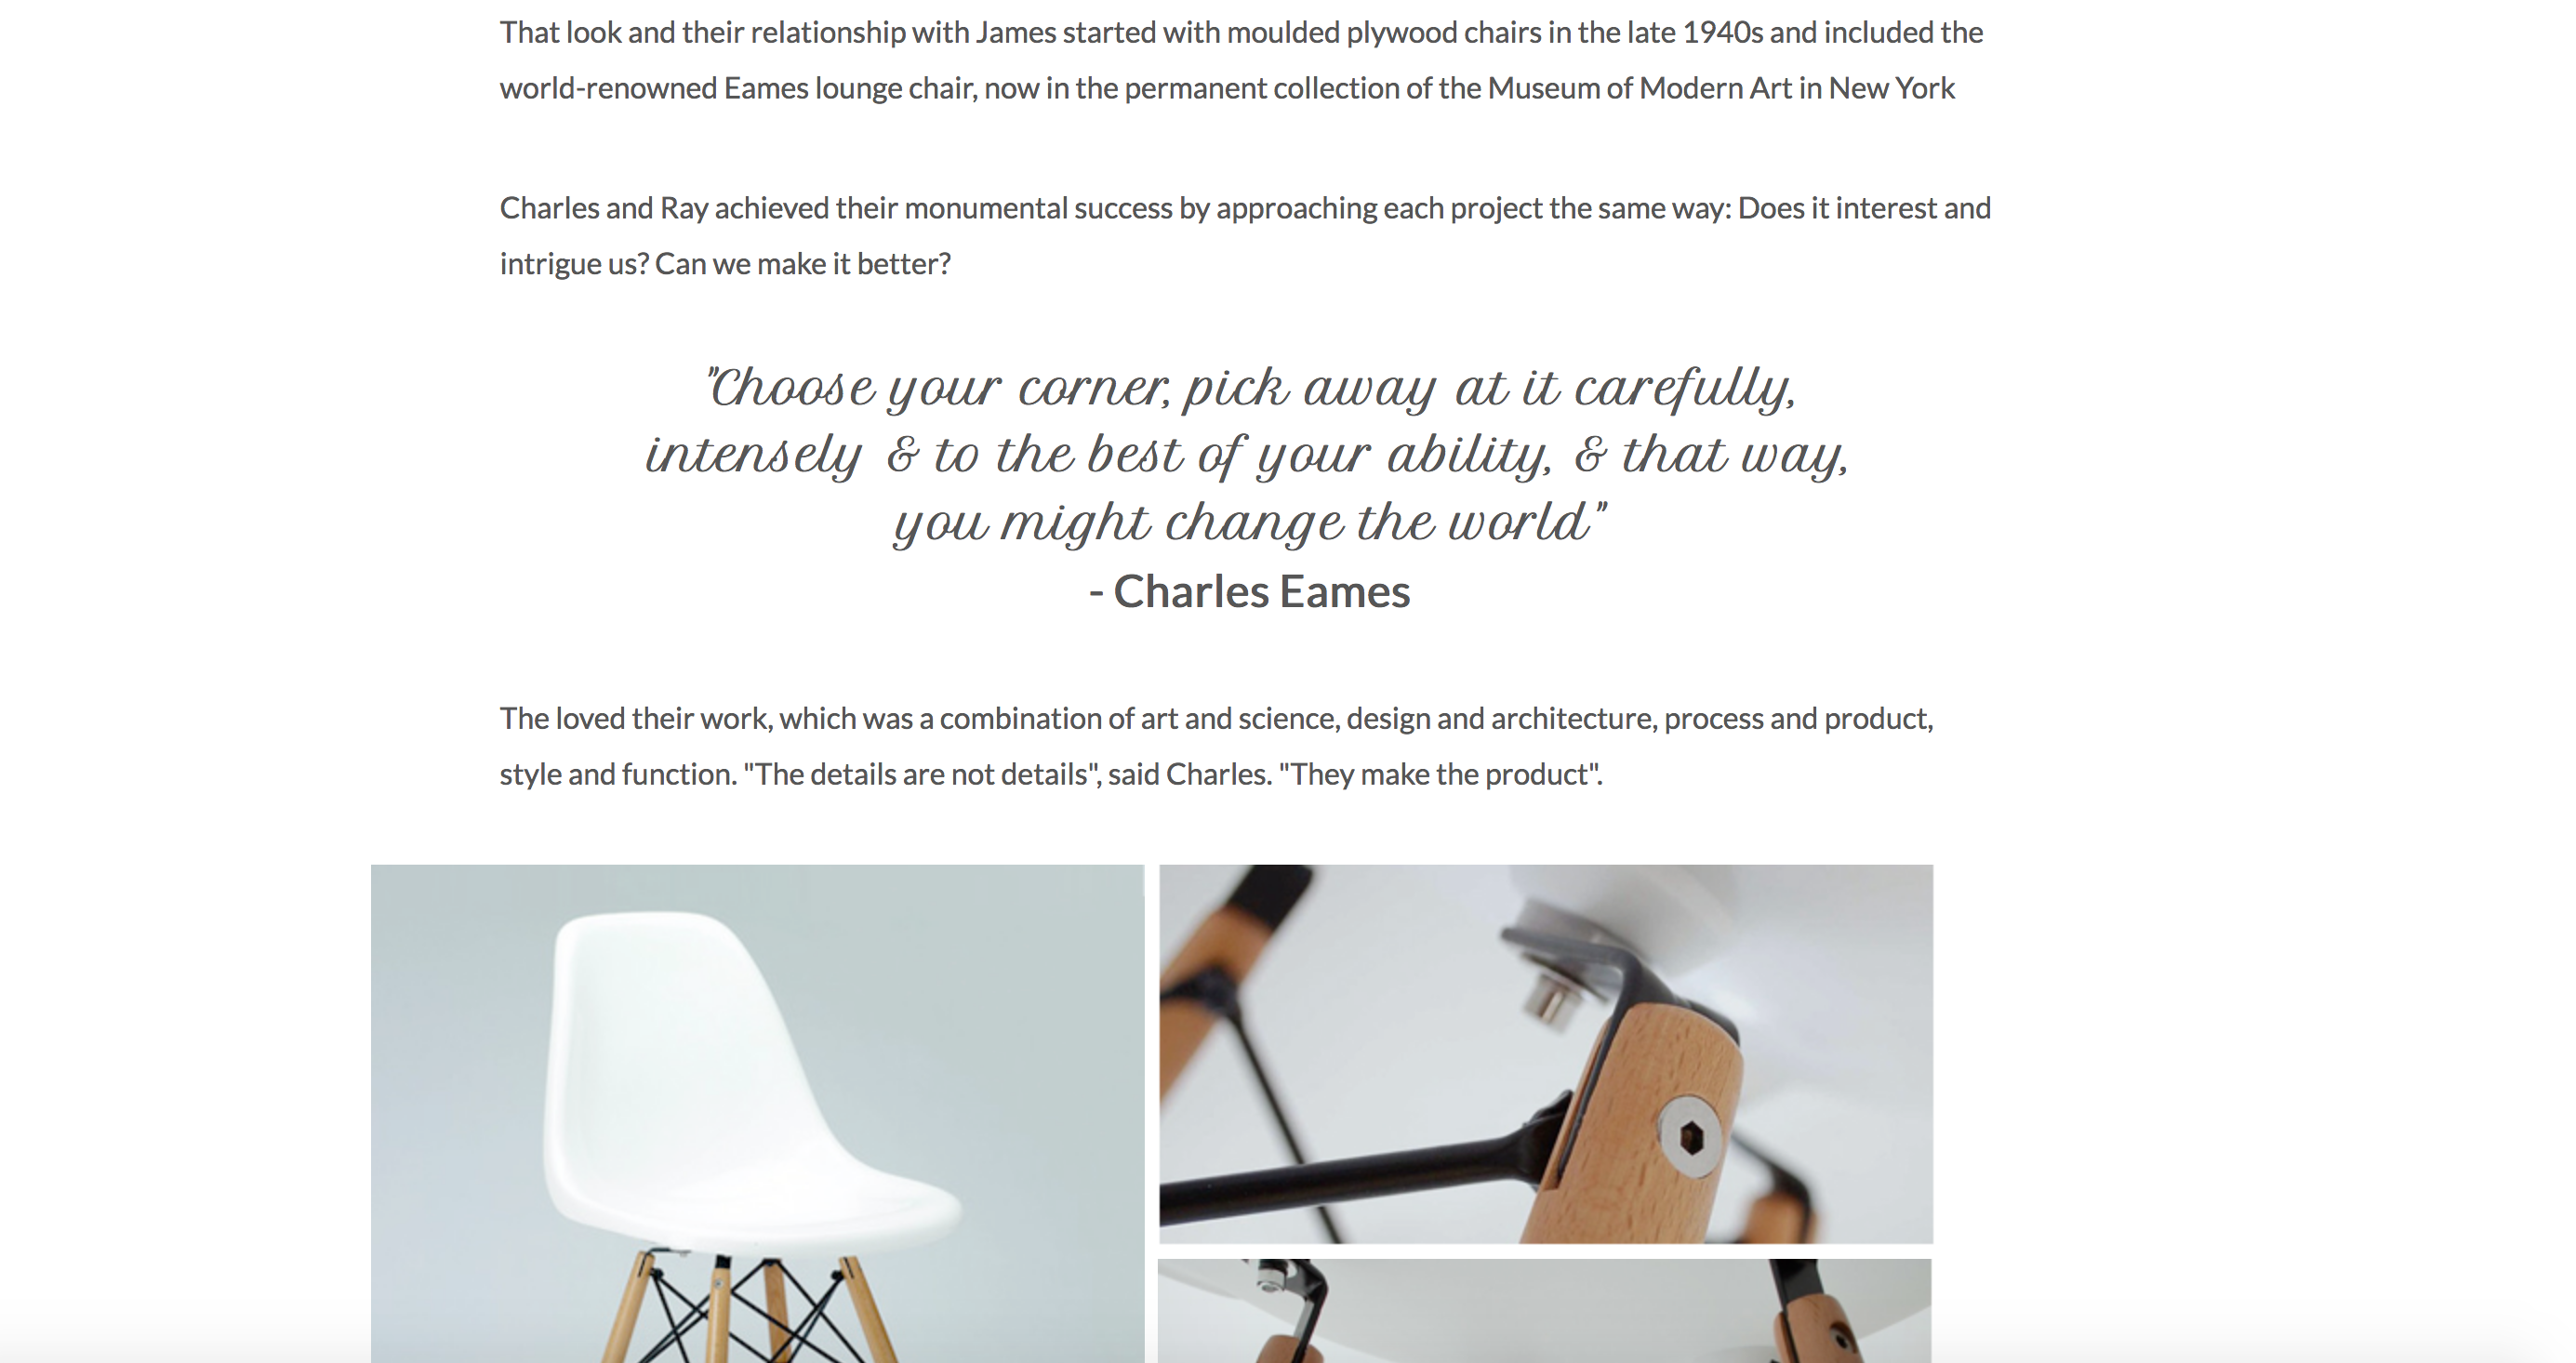 That look and their relationship with James started with moulded plywood chairs in the late 1940s and included the
world-renowned Eames lounge chair, now in the permanent collection of the Museum of Modern Art in New York
Charles and Ray achieved their monumental success by approaching each project the same way: Does it interest and
intrigue us? Can we make it better?
"Choose your corner, pick away at it carefully,
intensely & to the best of your ability, & that way,
you might change the world"
- Charles Eames
The loved their work, which was a combination of art and science, design and architecture, process and product,
style and function. "The details are not details", said Charles. "They make the product".